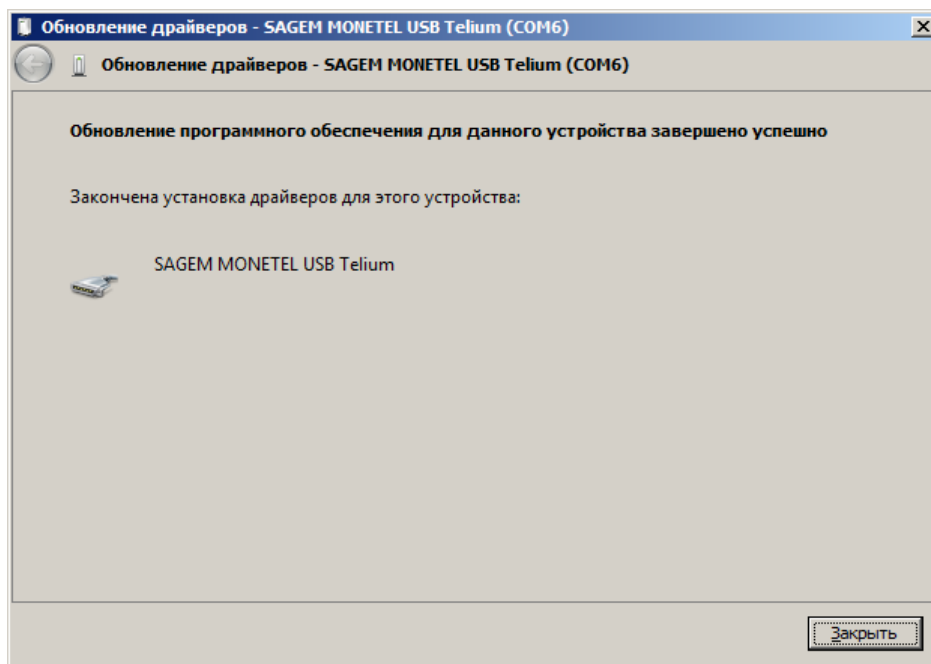 Обновление драйверов - SAGEM MONETEL USB Telium (COM6)
Обновление драйверов - SAGEM MONETEL USB Telium (COM6)
Обновление программного обеспечения для данного устройства завершено успешно
Закончена установка драйверов для этого устройства:
SAGEM MONETEL USB Telium
Закрыть